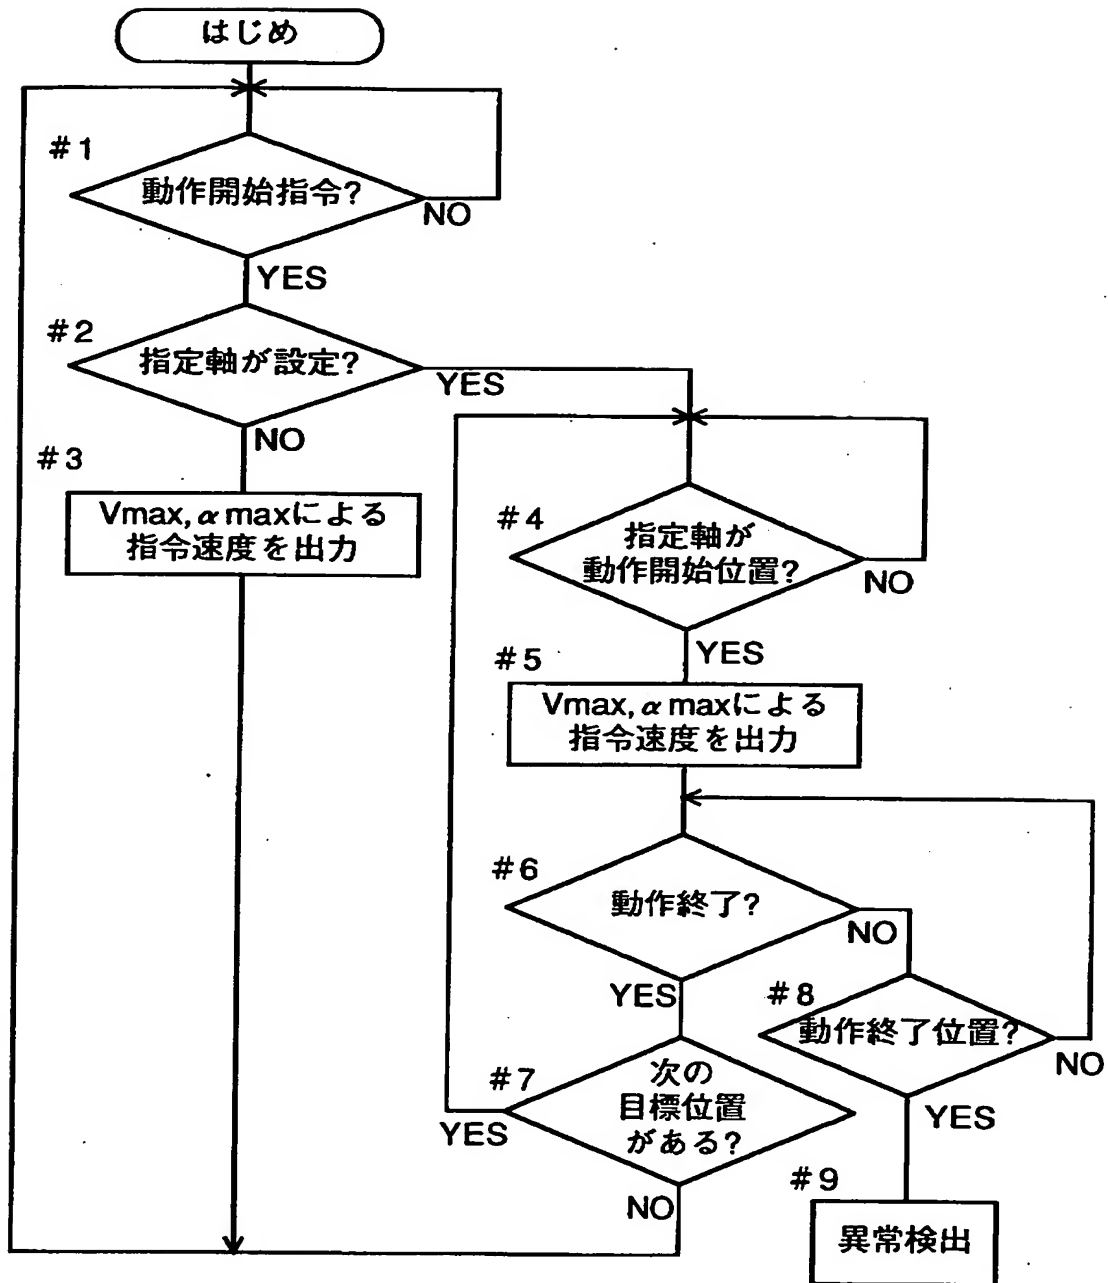 はじめ
#1
動作開始指令?
NO
YES
#2
指定軸が設定?
YES
NO
#3
Vmax,αmaxによる
指令速度を出力
#4
指定軸が
動作開始位置?
NO
YES
#5
Vmax,αmaxによる
指令速度を出力
#6
動作終了?
NO
YES
#8
動作終了位置?
NO
YES
#7
次の
目標位置
がある?
YES
NO
#9
異常検出